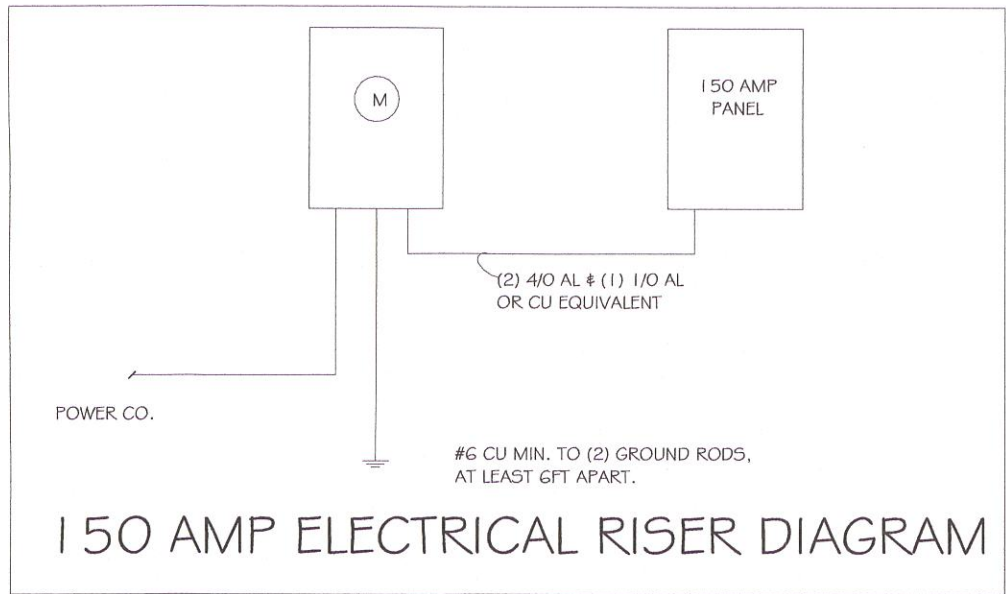 M
150 AMP
PANEL
(2) 4/0 AL & (1) 1/0 AL
OR CU EQUIVALENT
POWER CO.
#6 CU MIN. TO (2) GROUND RODS,
AT LEAST 6FT APART.
150 AMP ELECTRICAL RISER DIAGRAM